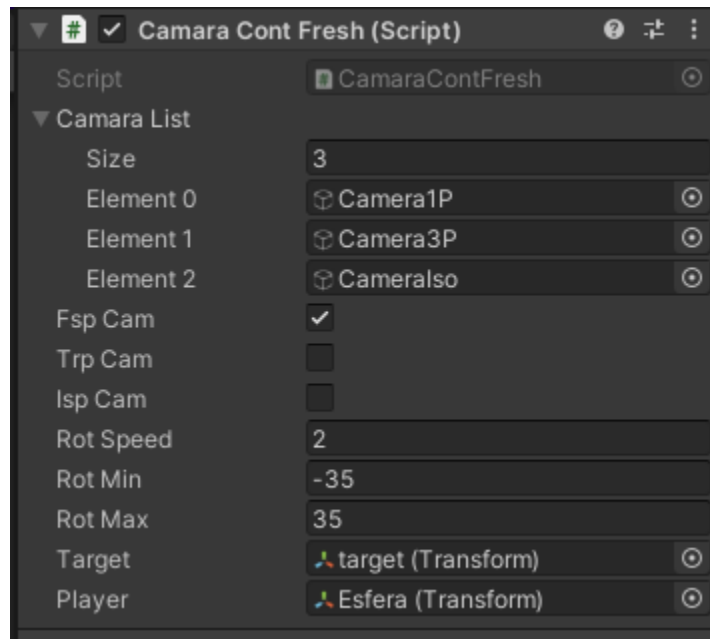 # Camara Cont Fresh (Script)
Script # CamaraContFresh
Camara List
Size 3
Element 0 Camera1P
Element 1 Camera3P
Element 2 CameraIso
Fsp Cam
Trp Cam
Isp Cam
Rot Speed 2
Rot Min -35
Rot Max 35
Target target (Transform)
Player Esfera (Transform)